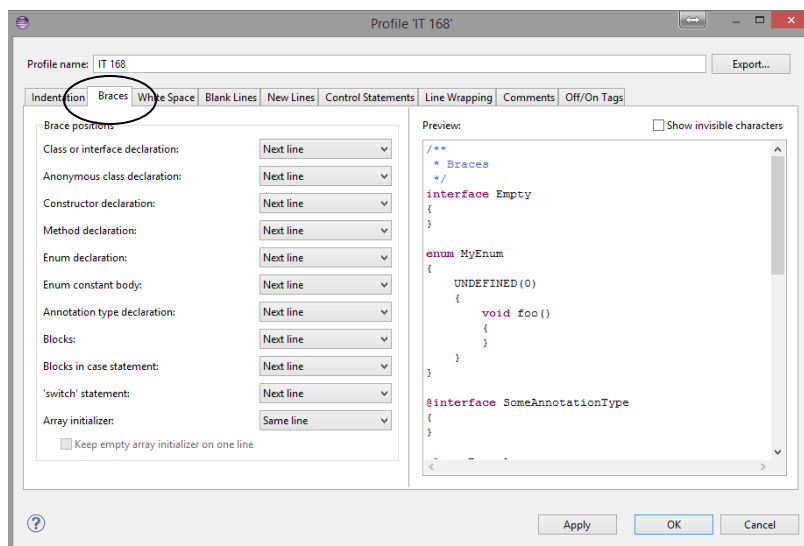 Profile 'IT 168'
Profile name: IT 168 Export...
Indentation Braces White Space Blank Lines New Lines Control Statements Line Wrapping Comments Off/On Tags
Brace positions
Class or interface declaration: Next line
Anonymous class declaration: Next line
Constructor declaration: Next line
Method declaration: Next line
Enum declaration: Next line
Enum constant body: Next line
Annotation type declaration: Next line
Blocks: Next line
Blocks in case statement: Next line
'switch' statement: Next line
Array initializer: Same line
Keep empty array initializer on one line
Preview: Show invisible characters
/**
 * Braces
 */
interface Empty
{
}
enum MyEnum
{
    UNDEFINED(0)
    {
        void foo()
        {
        }
    }
}
@interface SomeAnnotationType
{
}
? Apply OK Cancel